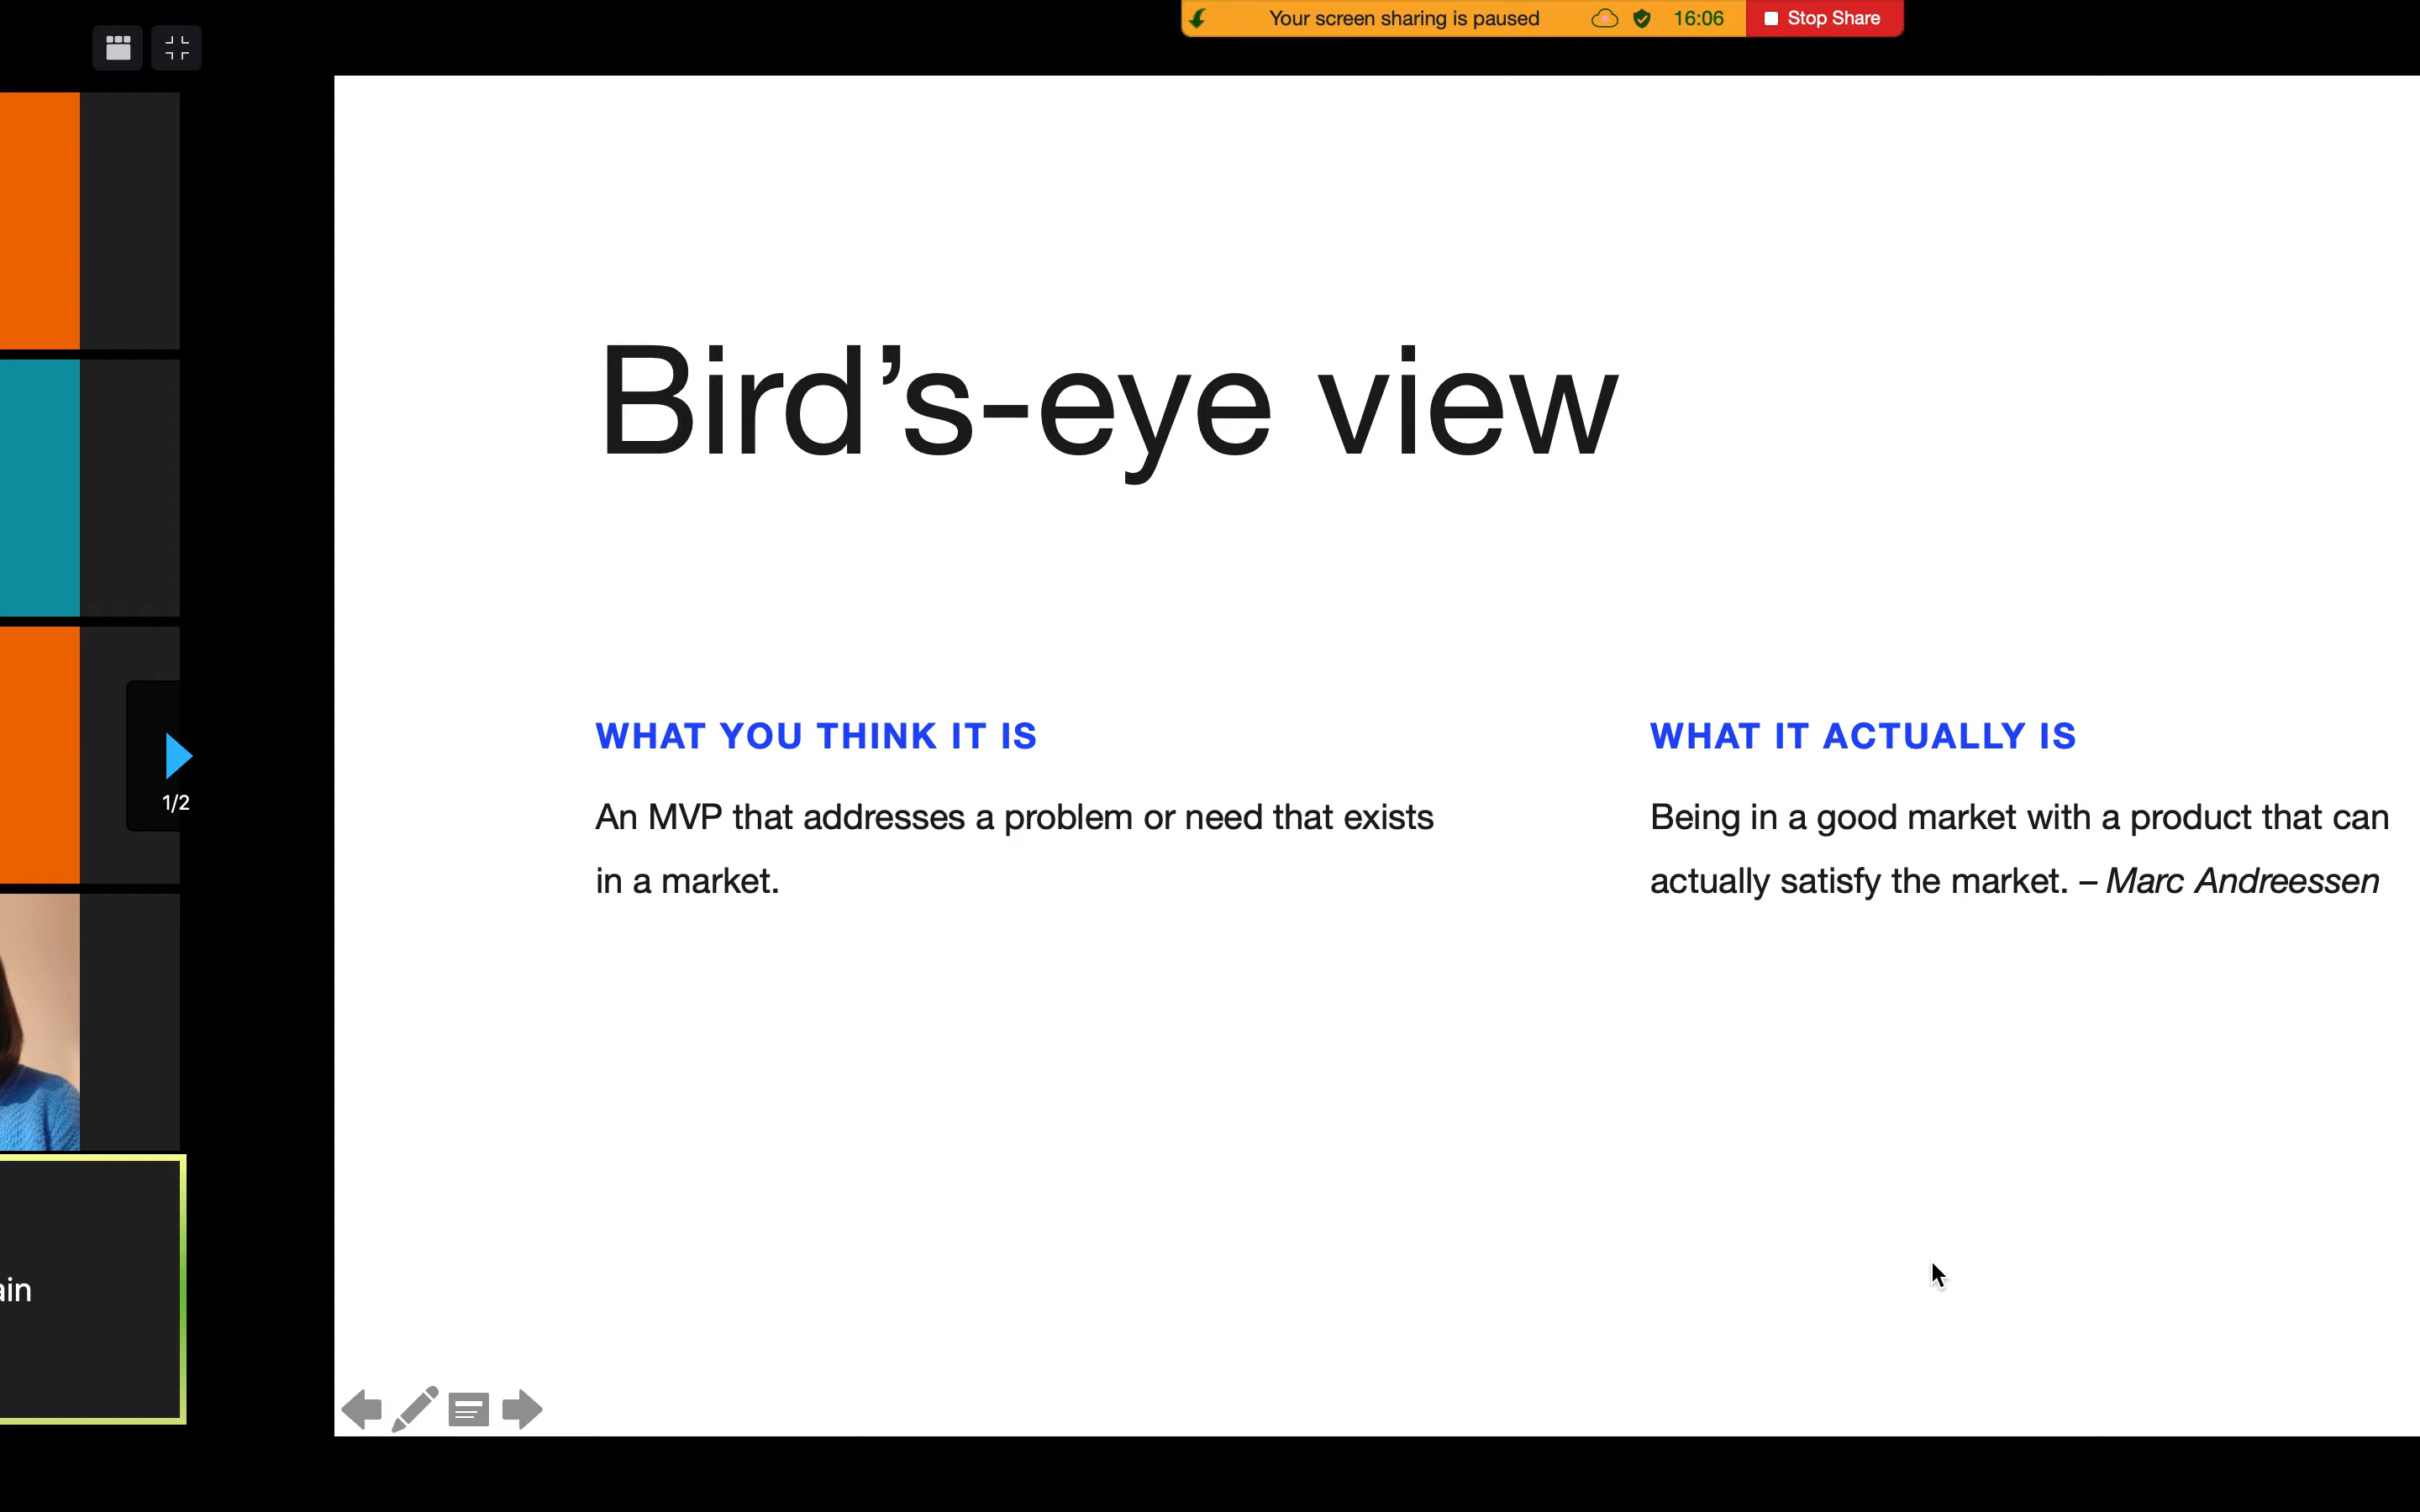 Your screen sharing is paused
16:06
Stop Share
Bird’s-eye view
WHAT YOU THINK IT IS
An MVP that addresses a problem or need that exists
in a market.
WHAT IT ACTUALLY IS
Being in a good market with a product that can
actually satisfy the market. – Marc Andreessen
1/2